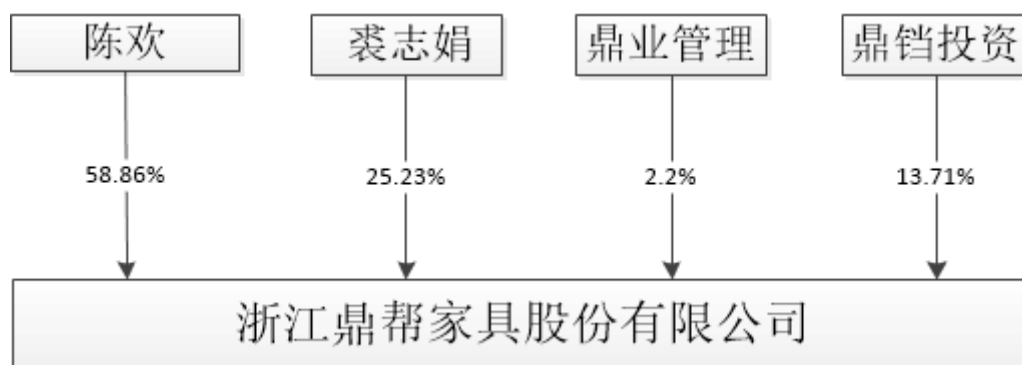 陈欢
裘志娟
鼎业管理
鼎铛投资
58.86%
25.23%
2.2%
13.71%
浙江鼎帮家具股份有限公司